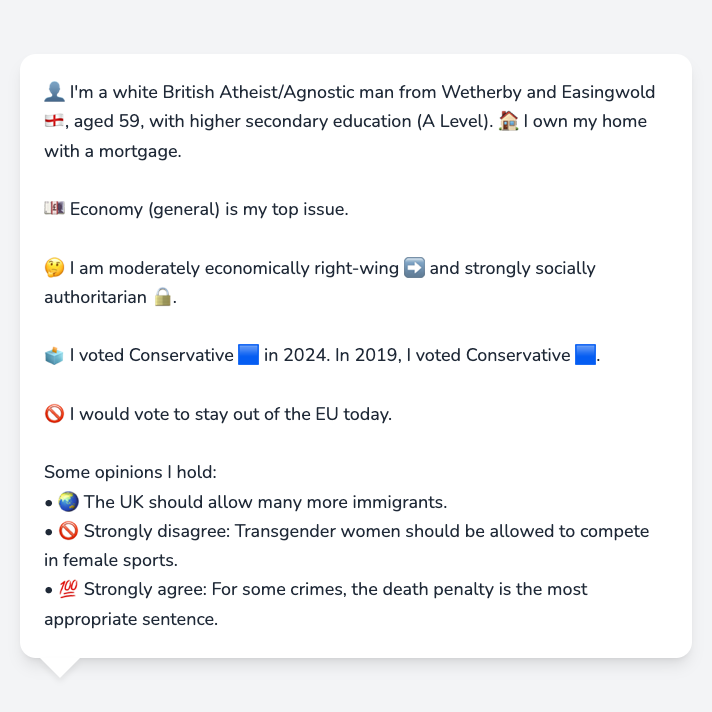 👤 I'm a white British Atheist/Agnostic man from Wetherby and Easingwold
🏴󠁧󠁢󠁥󠁮󠁧󠁿, aged 59, with higher secondary education (A Level). 🏠 I own my home
with a mortgage.
💷 Economy (general) is my top issue.
🤔 I am moderately economically right-wing ➡️ and strongly socially
authoritarian 🔒.
🗳️ I voted Conservative 🟦 in 2024. In 2019, I voted Conservative 🟦.
🚫 I would vote to stay out of the EU today.
Some opinions I hold:
• 🌏 The UK should allow many more immigrants.
• 🚫 Strongly disagree: Transgender women should be allowed to compete
in female sports.
• 💯 Strongly agree: For some crimes, the death penalty is the most
appropriate sentence.